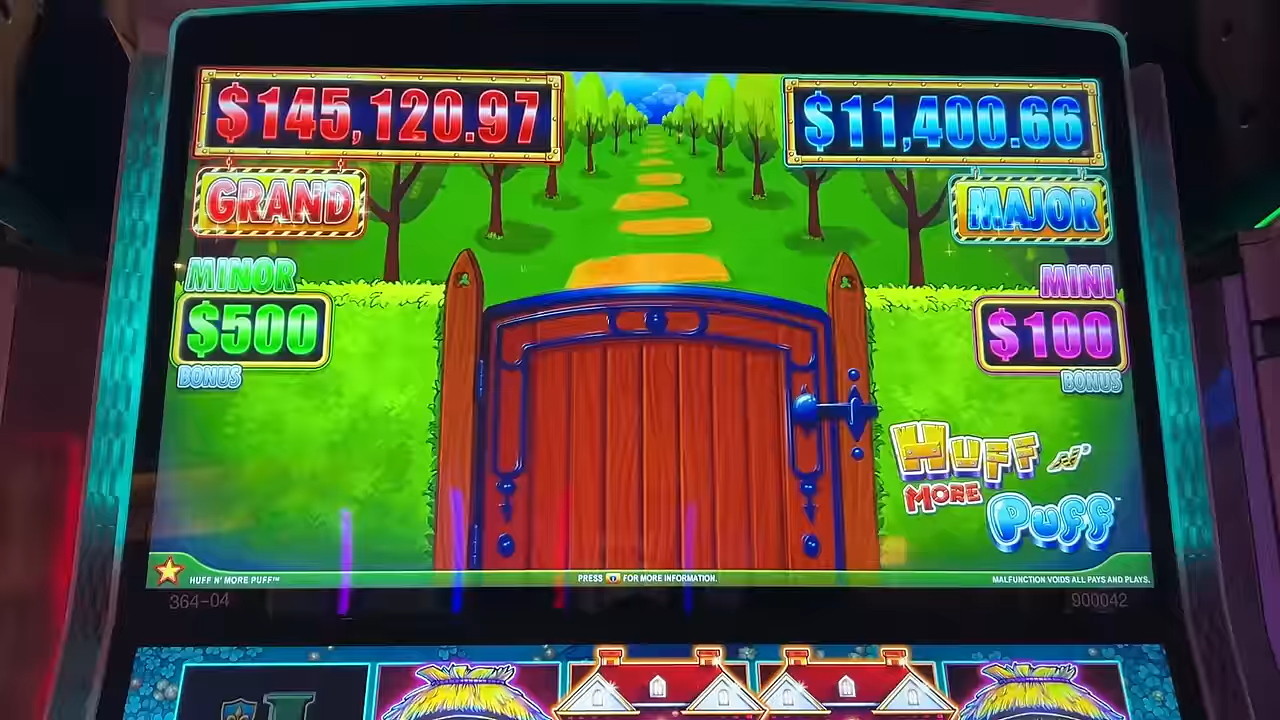 $145,120.97
$11,400.66
GRAND
MAJOR
MINOR
MINI
$500
$100
BONUS
BONUS
HUFF N'
MORE
PUFF™
HUFF N' MORE PUFF™
PRESS i FOR MORE INFORMATION.
MALFUNCTION VOIDS ALL PAYS AND PLAYS.
364-04
900042
J